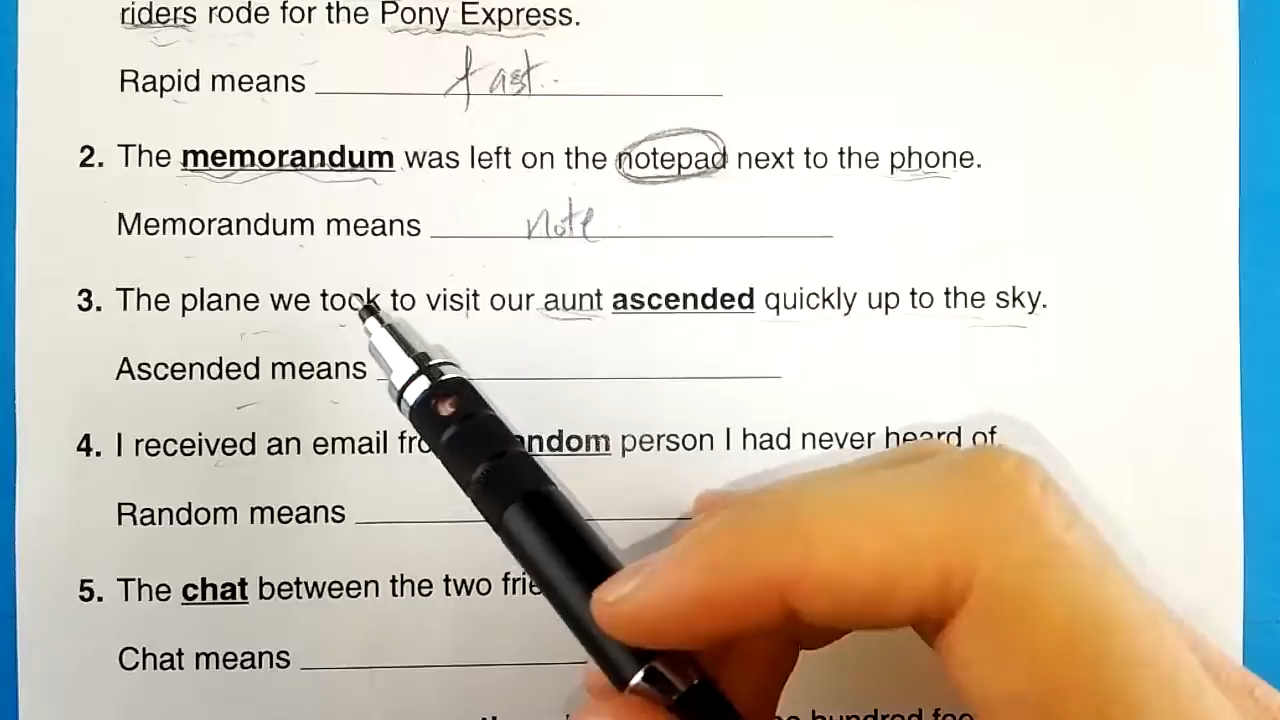 riders rode for the Pony Express.
Rapid means fast.
2. The memorandum was left on the notepad next to the phone.
Memorandum means note
3. The plane we took to visit our aunt ascended quickly up to the sky.
Ascended means
4. I received an email person I had never heard of.
Random means
5. The chat between the two
Chat means
hundred